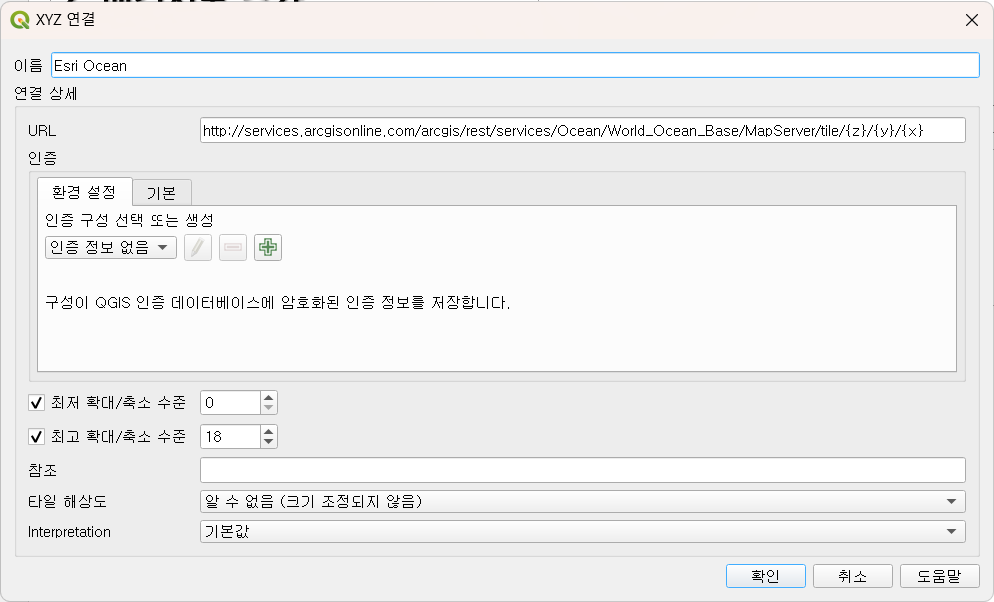 XYZ 연결
이름 Esri Ocean
연결 상세
URL http://services.arcgisonline.com/arcgis/rest/services/Ocean/World_Ocean_Base/MapServer/tile/{z}/{y}/{x}
인증
환경 설정 기본
인증 구성 선택 또는 생성
인증 정보 없음
구성이 QGIS 인증 데이터베이스에 암호화된 인증 정보를 저장합니다.
최저 확대/축소 수준 0
최고 확대/축소 수준 18
참조
타일 해상도 알 수 없음 (크기 조정되지 않음)
Interpretation 기본값
확인 취소 도움말